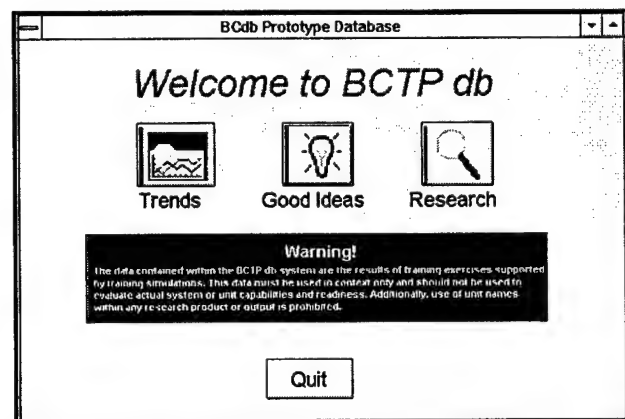 BCdb Prototype Database
Welcome to BCTP db
Trends Good Ideas Research
Warning!
The data contained within the BCTP db system are the results of training exercises supported
by training simulations. This data must be used in context only and should not be used to
evaluate actual system or unit capabilities and readiness. Additionally, use of unit names
within any research product or output is prohibited.
Quit